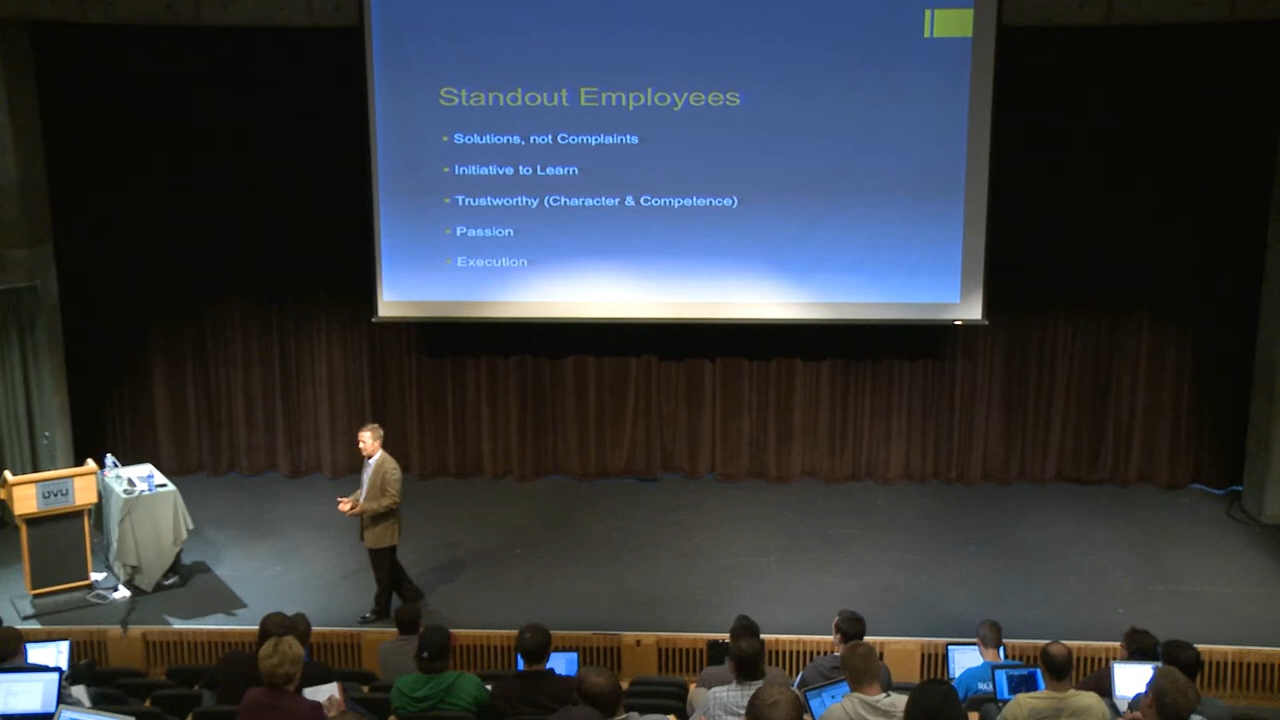 Standout Employees
Solutions, not Complaints
Initiative to Learn
Trustworthy (Character & Competence)
Passion
Execution
UVU